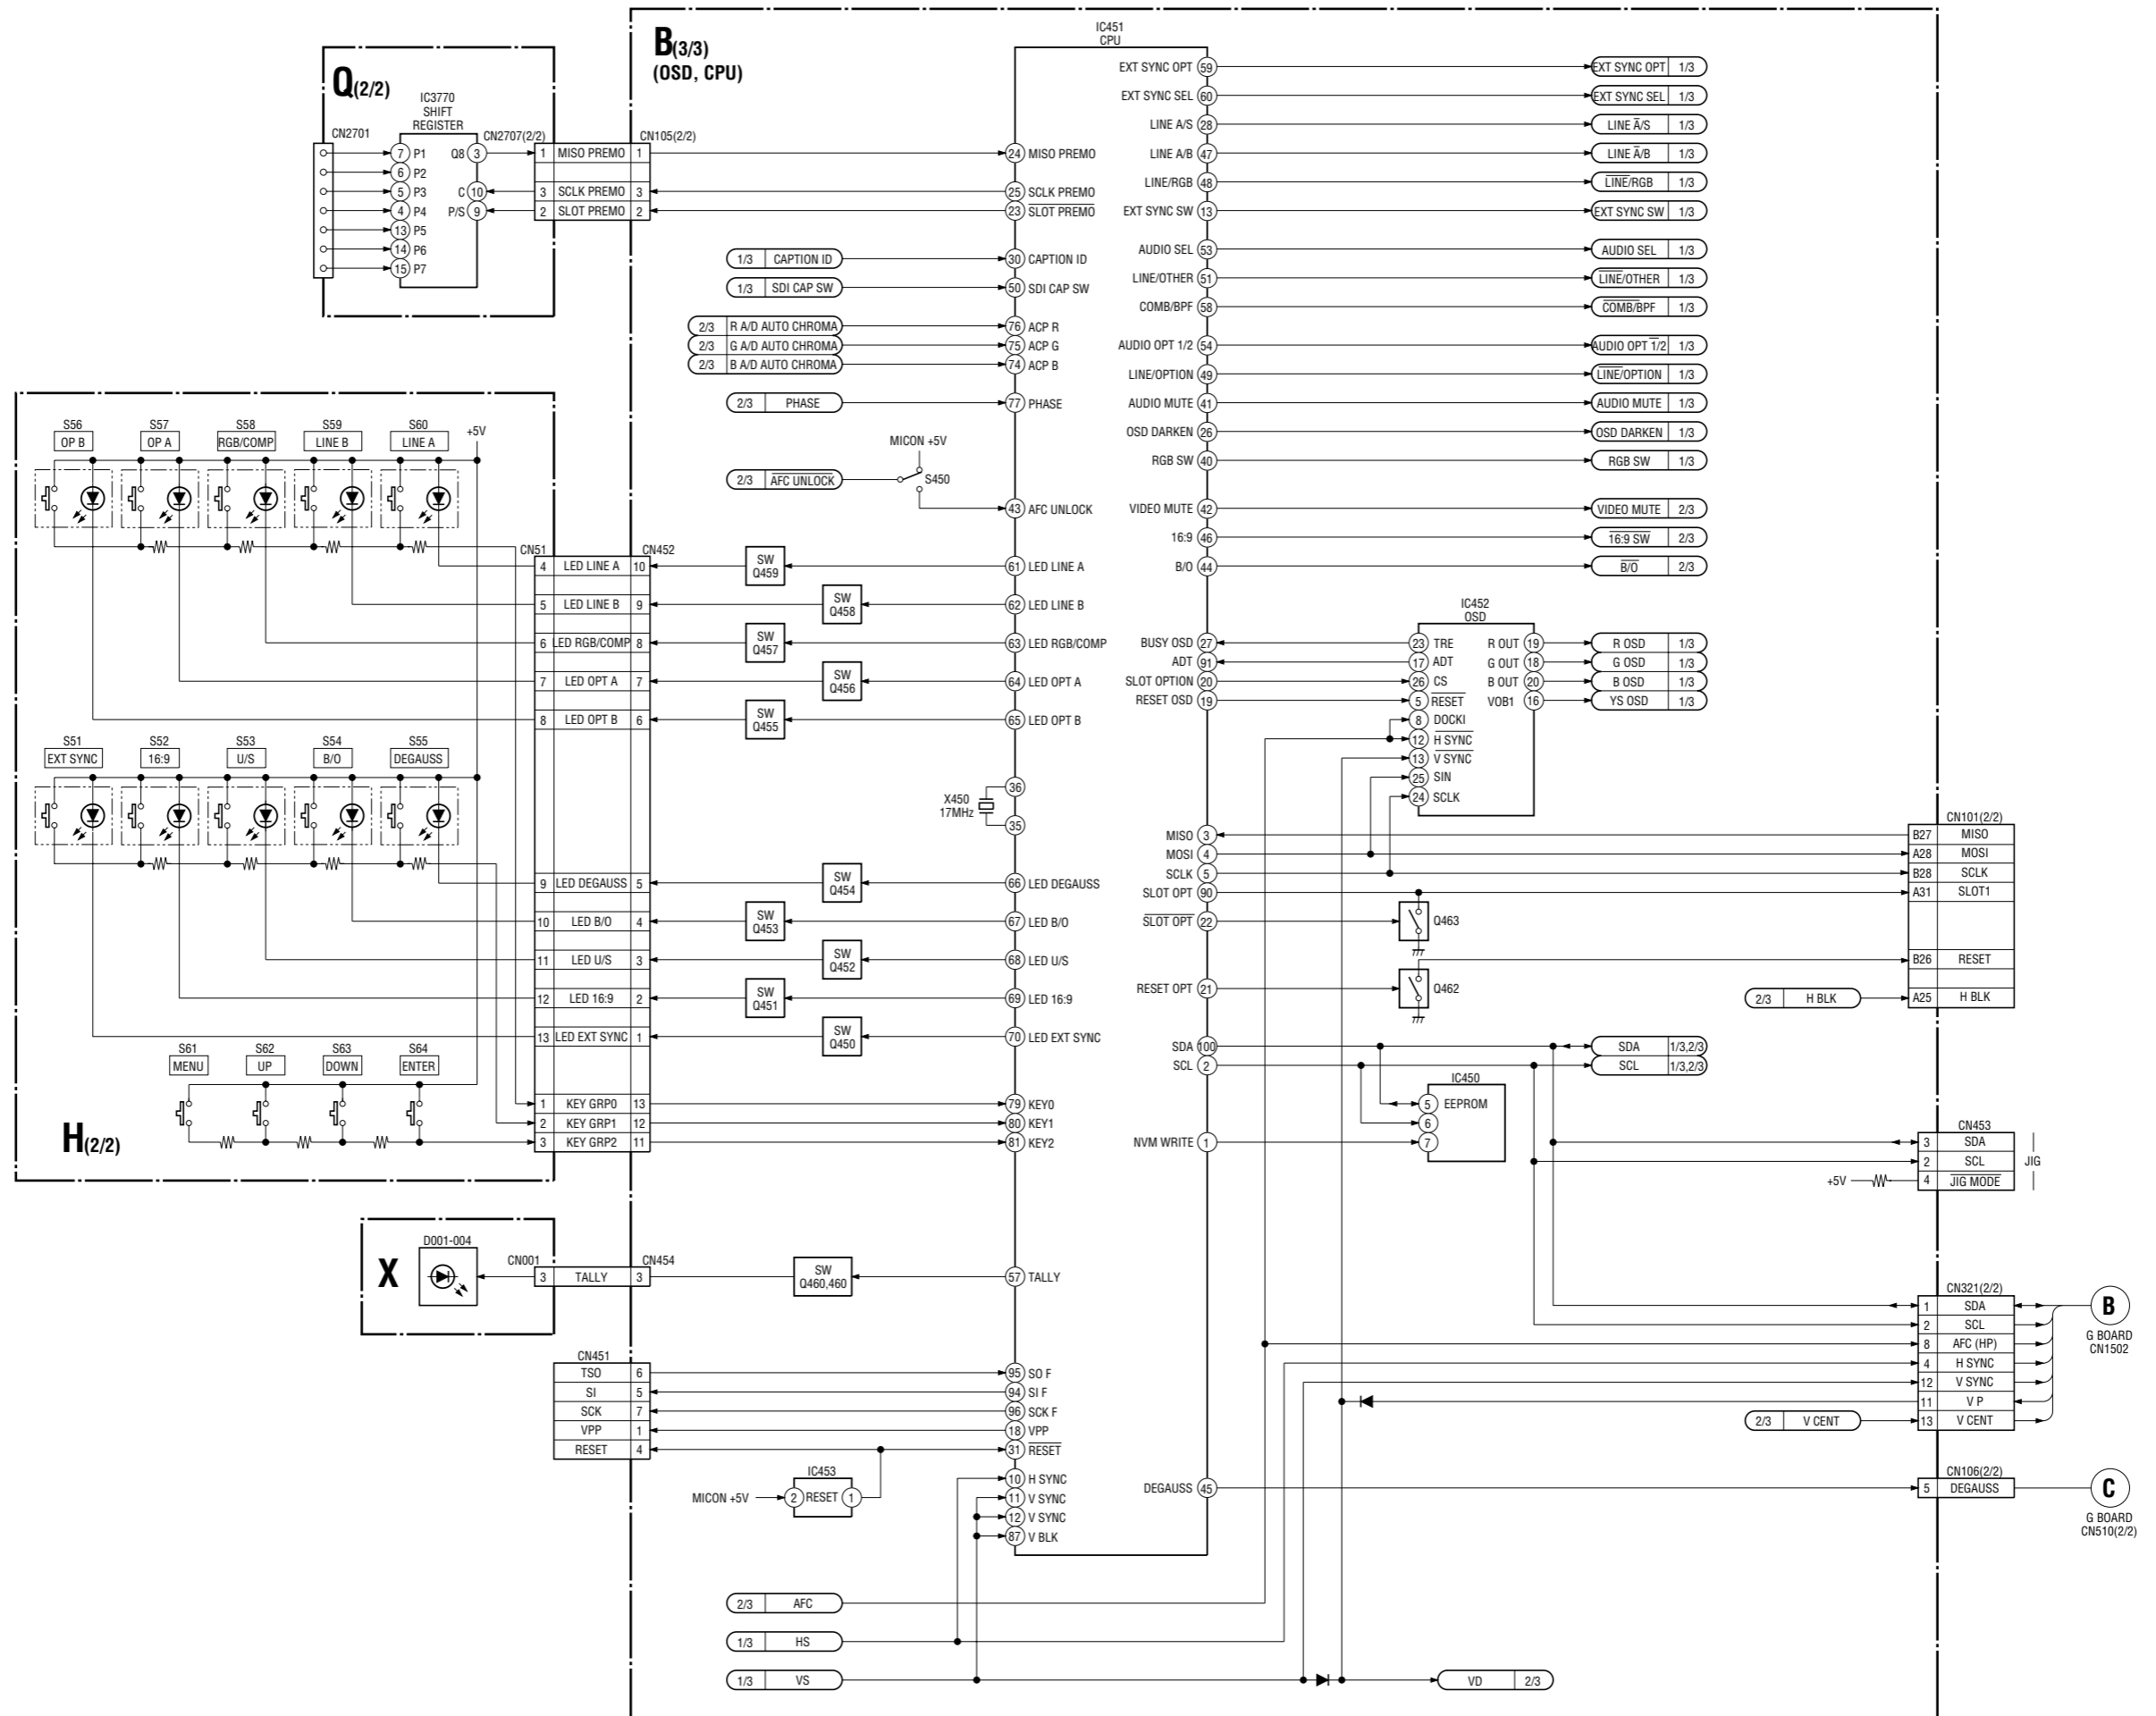 B(3/3)
(OSD, CPU)
IC451
CPU
Q(2/2)
IC3770
SHIFT
REGISTER
CN2701
CN2707(2/2)
CN105(2/2)
7 P1 Q8 3 1 MISO PREMO 1 24 MISO PREMO
6 P2
5 P3 C 10 3 SCLK PREMO 3 25 SCLK PREMO
4 P4 P/S 9 2 SLOT PREMO 2 23 SLOT PREMO
13 P5
14 P6
15 P7
1/3 CAPTION ID 30 CAPTION ID
1/3 SDI CAP SW 50 SDI CAP SW
2/3 R A/D AUTO CHROMA 76 ACP R
2/3 G A/D AUTO CHROMA 75 ACP G
2/3 B A/D AUTO CHROMA 74 ACP B
2/3 PHASE 77 PHASE
MICON +5V
2/3 AFC UNLOCK S450
43 AFC UNLOCK
EXT SYNC OPT 59 EXT SYNC OPT 1/3
EXT SYNC SEL 60 EXT SYNC SEL 1/3
LINE A/S 28 LINE A/S 1/3
LINE A/B 47 LINE A/B 1/3
LINE/RGB 48 LINE/RGB 1/3
EXT SYNC SW 13 EXT SYNC SW 1/3
AUDIO SEL 53 AUDIO SEL 1/3
LINE/OTHER 51 LINE/OTHER 1/3
COMB/BPF 58 COMB/BPF 1/3
AUDIO OPT 1/2 54 AUDIO OPT 1/2 1/3
LINE/OPTION 49 LINE/OPTION 1/3
AUDIO MUTE 41 AUDIO MUTE 1/3
OSD DARKEN 26 OSD DARKEN 1/3
RGB SW 40 RGB SW 1/3
VIDEO MUTE 42 VIDEO MUTE 2/3
16:9 46 16:9 SW 2/3
B/O 44 B/O 2/3
S56 S57 S58 S59 S60
OP B OP A RGB/COMP LINE B LINE A +5V
CN51 CN452
4 LED LINE A 10 SW Q459 61 LED LINE A
5 LED LINE B 9 SW Q458 62 LED LINE B
6 LED RGB/COMP 8 SW Q457 63 LED RGB/COMP
7 LED OPT A 7 SW Q456 64 LED OPT A
8 LED OPT B 6 SW Q455 65 LED OPT B
S51 S52 S53 S54 S55
EXT SYNC 16:9 U/S B/O DEGAUSS
X450
17MHz
36
35
9 LED DEGAUSS 5 SW Q454 66 LED DEGAUSS
10 LED B/O 4 SW Q453 67 LED B/O
11 LED U/S 3 SW Q452 68 LED U/S
12 LED 16:9 2 SW Q451 69 LED 16:9
13 LED EXT SYNC 1 SW Q450 70 LED EXT SYNC
S61 S62 S63 S64
MENU UP DOWN ENTER
1 KEY GRP0 13 79 KEY0
2 KEY GRP1 12 80 KEY1
3 KEY GRP2 11 81 KEY2
H(2/2)
IC452
OSD
BUSY OSD 27 23 TRE R OUT 19 R OSD 1/3
ADT 91 17 ADT G OUT 18 G OSD 1/3
SLOT OPTION 20 26 CS B OUT 20 B OSD 1/3
RESET OSD 19 5 RESET VOB1 16 YS OSD 1/3
8 DOCKI
12 H SYNC
13 V SYNC
25 SIN
24 SCLK
CN101(2/2)
MISO 3 B27 MISO
MOSI 4 A28 MOSI
SCLK 5 B28 SCLK
SLOT OPT 90 A31 SLOT1
SLOT OPT 22 Q463
B26 RESET
RESET OPT 21 Q462
2/3 H BLK A25 H BLK
SDA 100 SDA 1/3,2/3
SCL 2 SCL 1/3,2/3
IC450
5 EEPROM
6
NVM WRITE 1 7
CN453
3 SDA
2 SCL JIG
+5V 4 JIG MODE
X
D001-004
CN001 CN454
3 TALLY 3 SW Q460,460 57 TALLY
CN451
TSO 6 95 SO F
SI 5 94 SI F
SCK 7 96 SCK F
VPP 1 18 VPP
RESET 4 31 RESET
IC453
MICON +5V 2 RESET 1
10 H SYNC
11 V SYNC
12 V SYNC
87 V BLK
CN321(2/2)
1 SDA
2 SCL
8 AFC (HP)
4 H SYNC
12 V SYNC
11 V P
2/3 V CENT 13 V CENT
B
G BOARD
CN1502
CN106(2/2)
DEGAUSS 45 5 DEGAUSS
C
G BOARD
CN510(2/2)
2/3 AFC
1/3 HS
1/3 VS VD 2/3